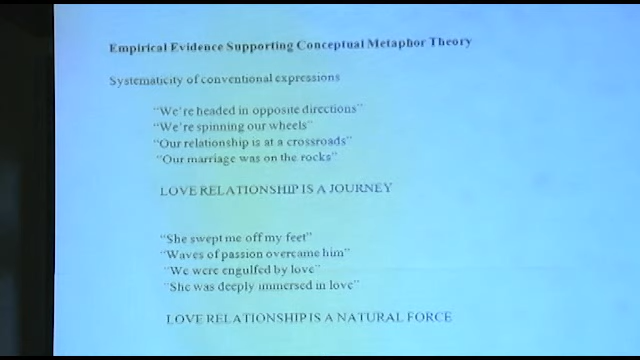 Empirical Evidence Supporting Conceptual Metaphor Theory
Systematicity of conventional expressions
"We're headed in opposite directions"
"We're spinning our wheels"
"Our relationship is at a crossroads"
"Our marriage was on the rocks"
LOVE RELATIONSHIP IS A JOURNEY
"She swept me off my feet"
"Waves of passion overcame him"
"We were engulfed by love"
"She was deeply immersed in love"
LOVE RELATIONSHIP IS A NATURAL FORCE